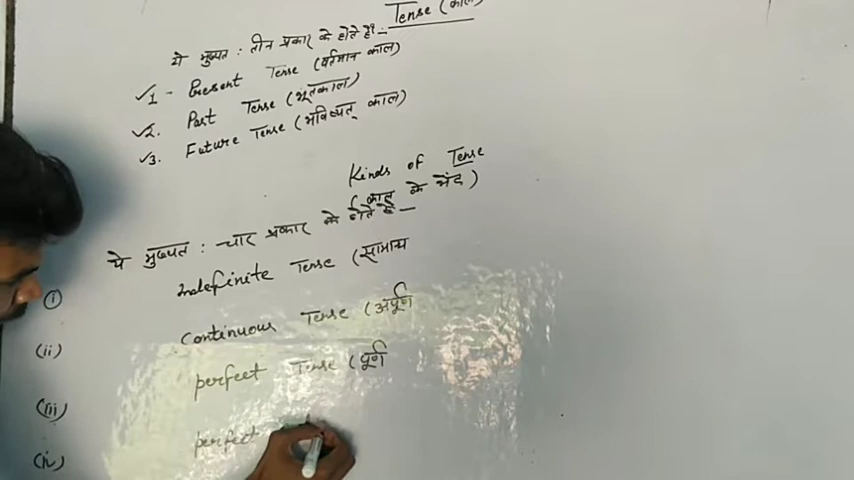 Tense (काल)
ये मुख्यत : तीन प्रकार के होते है: -
✓1 - Present Tense (वर्तमान काल)
✓2. Past Tense (भूतकाल)
✓3. Future Tense (भविष्यत् काल)
Kinds of Tense
(काल के भेद)
ये मुख्यत : चार प्रकार के होते है -
(i) Indefinite Tense (सामान्य
(ii) Continuous Tense (अपूर्ण
(iii) perfect Tense (पूर्ण
(iv) perfect